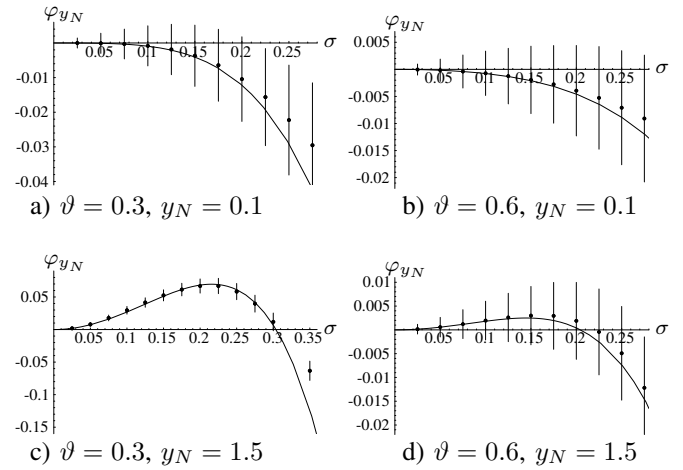 φ_{y_N}
0.05 0.1 0.15 0.2 0.25 σ
-0.01
-0.02
-0.03
-0.04
a) ϑ = 0.3, y_N = 0.1
φ_{y_N}
0.005
0.05 0.1 0.15 0.2 0.25 σ
-0.005
-0.01
-0.015
-0.02
b) ϑ = 0.6, y_N = 0.1
φ_{y_N}
0.05
0.05 0.1 0.15 0.2 0.25 0.3 0.35 σ
-0.05
-0.1
-0.15
c) ϑ = 0.3, y_N = 1.5
φ_{y_N}
0.01
0.005
0.05 0.1 0.15 0.2 0.25 σ
-0.005
-0.01
-0.015
-0.02
d) ϑ = 0.6, y_N = 1.5